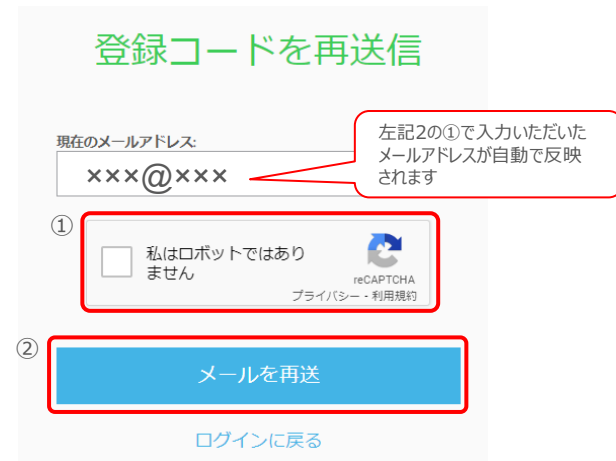 登録コードを再送信
現在のメールアドレス:
×××@×××
左記2の①で入力いただいた
メールアドレスが自動で反映
されます
①
私はロボットではあり
ません
reCAPTCHA
プライバシー・利用規約
②
メールを再送
ログインに戻る